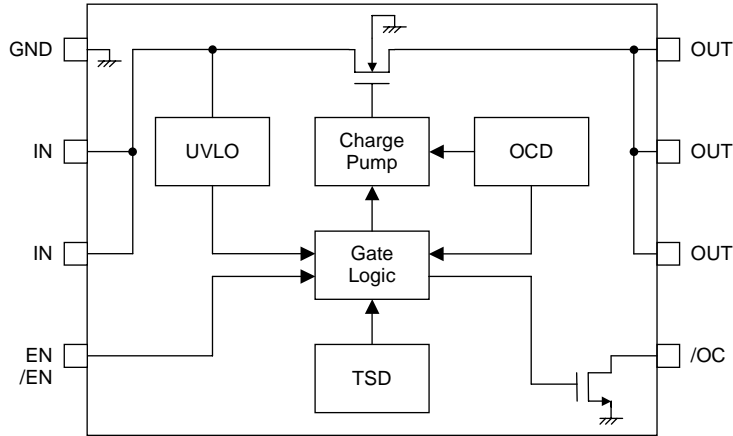 GND
OUT
IN
UVLO
Charge
Pump
OCD
OUT
IN
Gate
Logic
OUT
EN
/EN
TSD
/OC